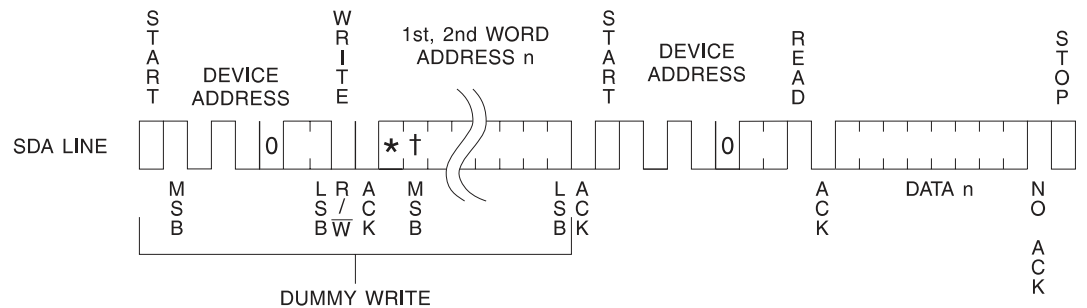 START
WRITE
1st, 2nd WORD
ADDRESS n
START
DEVICE
ADDRESS
READ
STOP
DEVICE
ADDRESS
SDA LINE
0
* †
0
MSB
LSB
R/W
ACK
MSB
LSB
ACK
ACK
DATA n
NO ACK
DUMMY WRITE